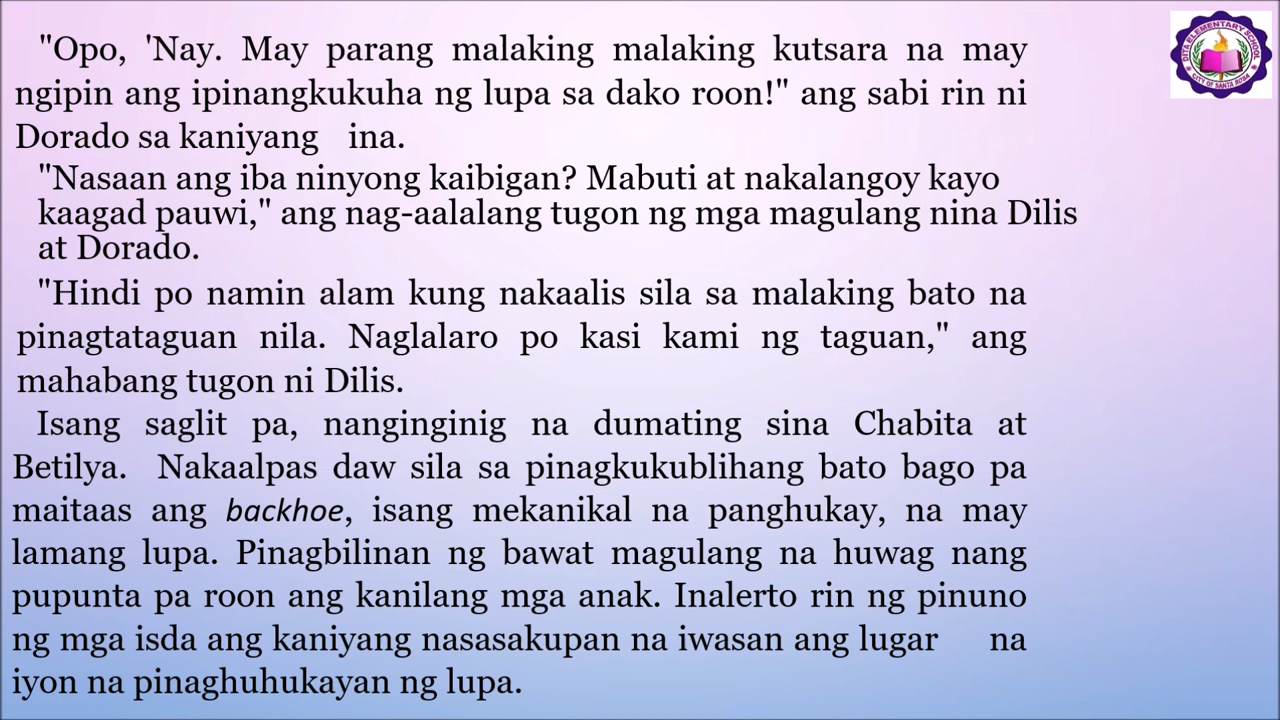 "Opo, 'Nay. May parang malaking malaking kutsara na may
ngipin ang ipinangkukuha ng lupa sa dako roon!" ang sabi rin ni
Dorado sa kaniyang ina.
"Nasaan ang iba ninyong kaibigan? Mabuti at nakalangoy kayo
kaagad pauwi," ang nag-aalalang tugon ng mga magulang nina Dilis
at Dorado.
"Hindi po namin alam kung nakaalis sila sa malaking bato na
pinagtataguan nila. Naglalaro po kasi kami ng taguan," ang
mahabang tugon ni Dilis.
Isang saglit pa, nanginginig na dumating sina Chabita at
Betilya. Nakaalpas daw sila sa pinagkukublihang bato bago pa
maitaas ang backhoe, isang mekanikal na panghukay, na may
lamang lupa. Pinagbilinan ng bawat magulang na huwag nang
pupunta pa roon ang kanilang mga anak. Inalerto rin ng pinuno
ng mga isda ang kaniyang nasasakupan na iwasan ang lugar na
iyon na pinaghuhukayan ng lupa.
DITA ELEMENTARY SCHOOL
CITY OF SANTA ROSA